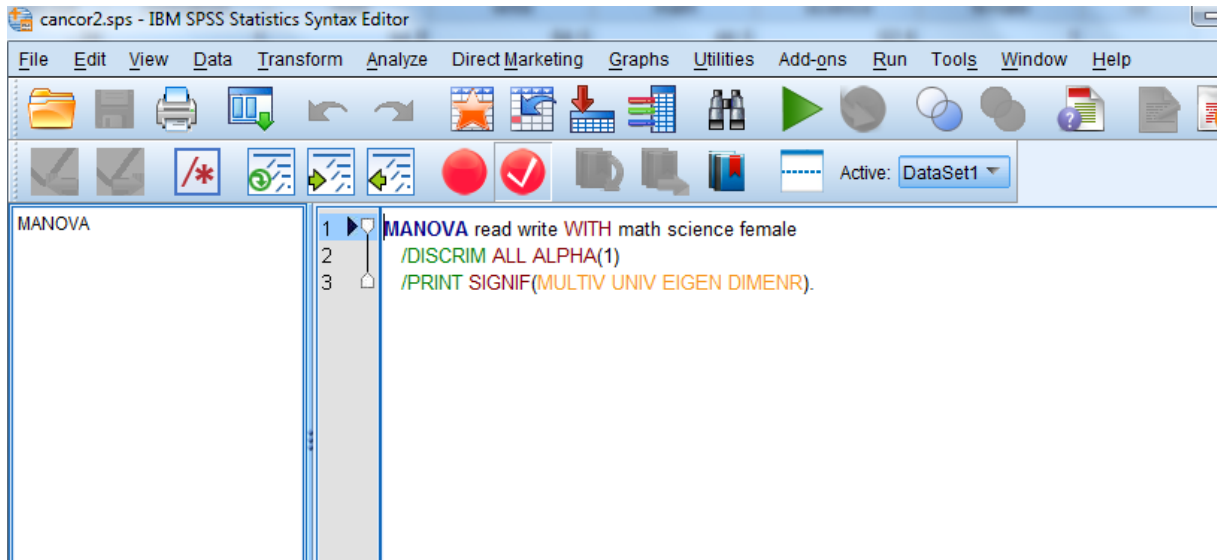 cancor2.sps - IBM SPSS Statistics Syntax Editor
File Edit View Data Transform Analyze Direct Marketing Graphs Utilities Add-ons Run Tools Window Help
/*
Active: DataSet1
MANOVA
1 MANOVA read write WITH math science female
2 /DISCRIM ALL ALPHA(1)
3 /PRINT SIGNIF(MULTIV UNIV EIGEN DIMENR).